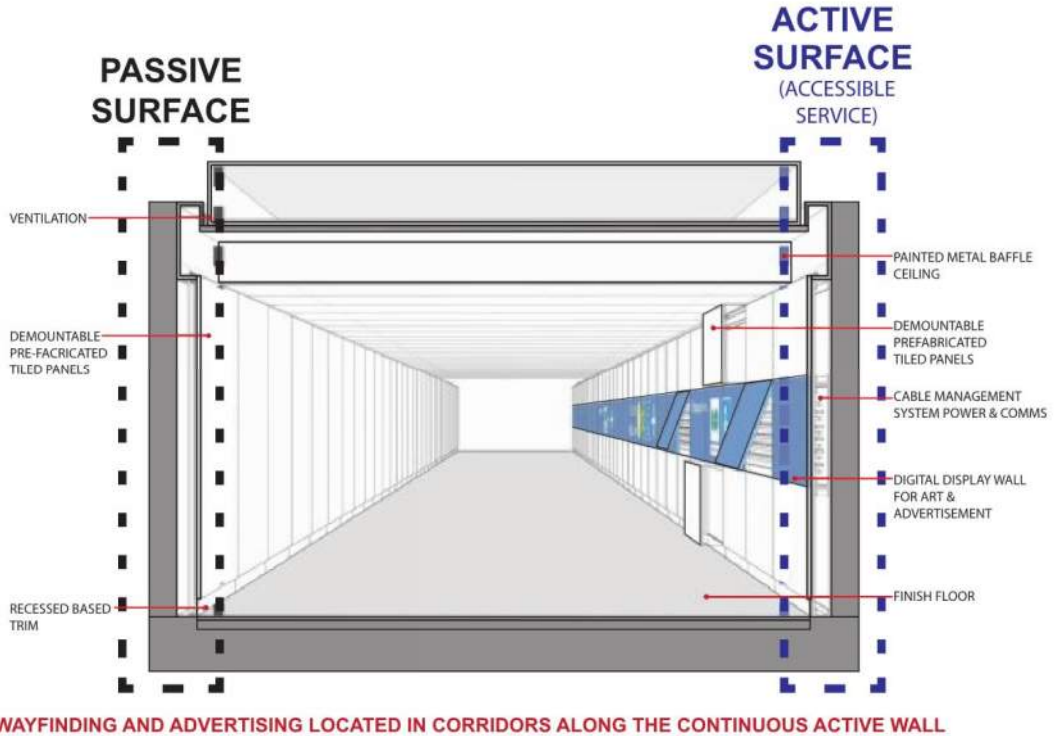 PASSIVE
SURFACE
ACTIVE
SURFACE
(ACCESSIBLE
SERVICE)
VENTILATION
DEMOUNTABLE
PRE-FACRICATED
TILED PANELS
RECESSED BASED
TRIM
PAINTED METAL BAFFLE
CEILING
DEMOUNTABLE
PREFABRICATED
TILED PANELS
CABLE MANAGEMENT
SYSTEM POWER & COMMS
DIGITAL DISPLAY WALL
FOR ART &
ADVERTISEMENT
FINISH FLOOR
WAYFINDING AND ADVERTISING LOCATED IN CORRIDORS ALONG THE CONTINUOUS ACTIVE WALL